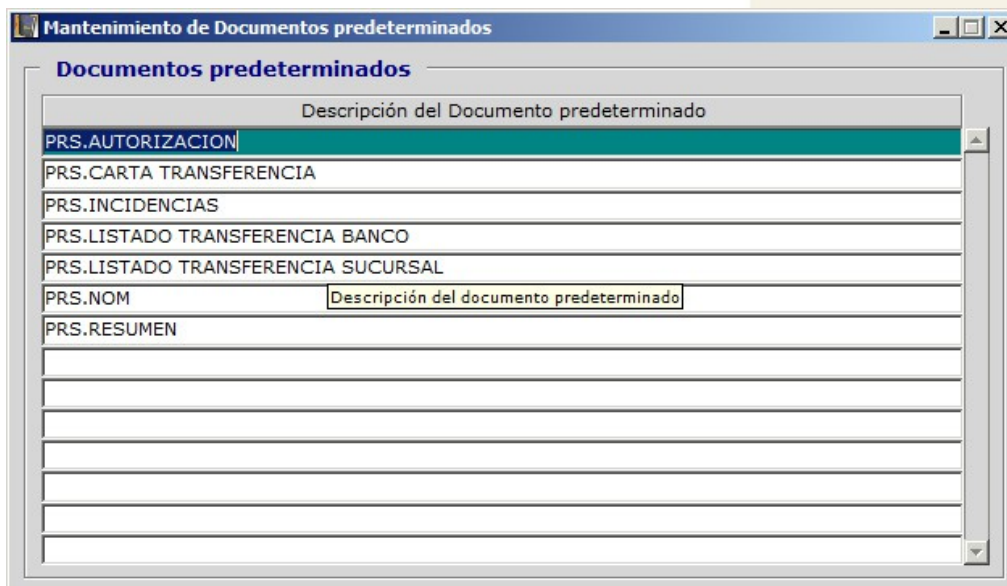 Mantenimiento de Documentos predeterminados
Documentos predeterminados
Descripción del Documento predeterminado
PRS.AUTORIZACION
PRS.CARTA TRANSFERENCIA
PRS.INCIDENCIAS
PRS.LISTADO TRANSFERENCIA BANCO
PRS.LISTADO TRANSFERENCIA SUCURSAL
PRS.NOM
Descripción del documento predeterminado
PRS.RESUMEN